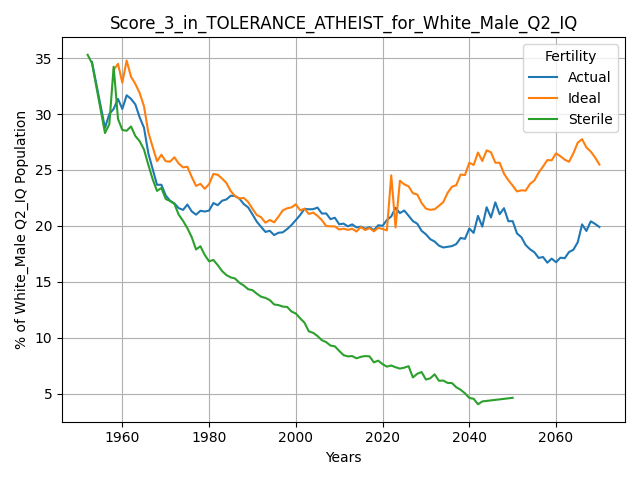 Score_3_in_TOLERANCE_ATHEIST_for_White_Male_Q2_IQ
Fertility
Actual
Ideal
Sterile
% of White_Male Q2_IQ Population
35
30
25
20
15
10
5
1960 1980 2000 2020 2040 2060
Years